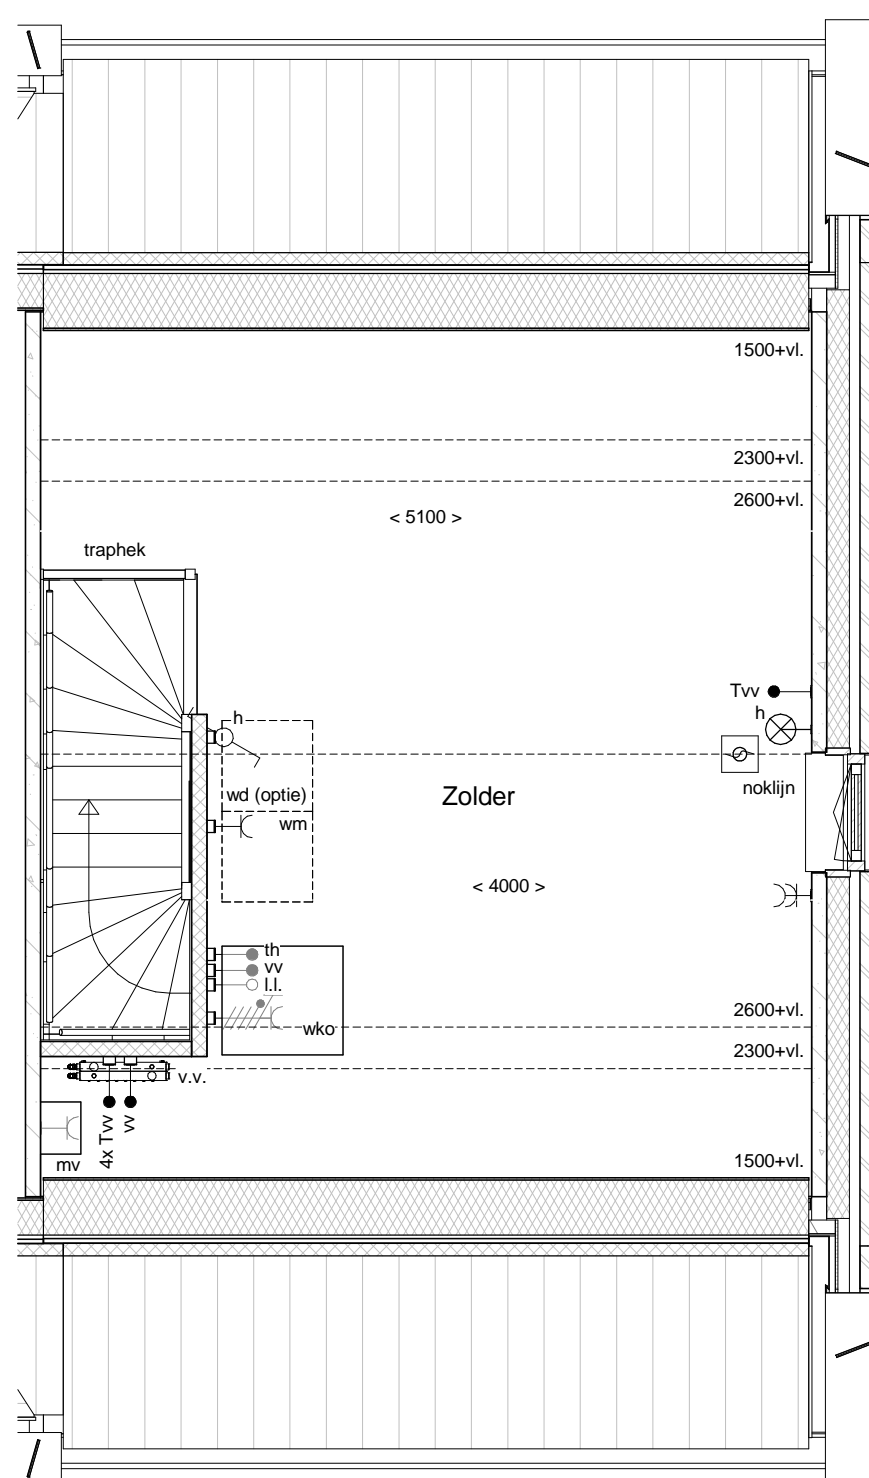 1500+vl.
2300+vl.
2600+vl.
< 5100 >
traphek
Tvv
h
h
noklijn
wd (optie)
Zolder
wm
< 4000 >
th
vv
l.l.
wko
2600+vl.
2300+vl.
v.v.
4x Tvv
vv
mv
1500+vl.